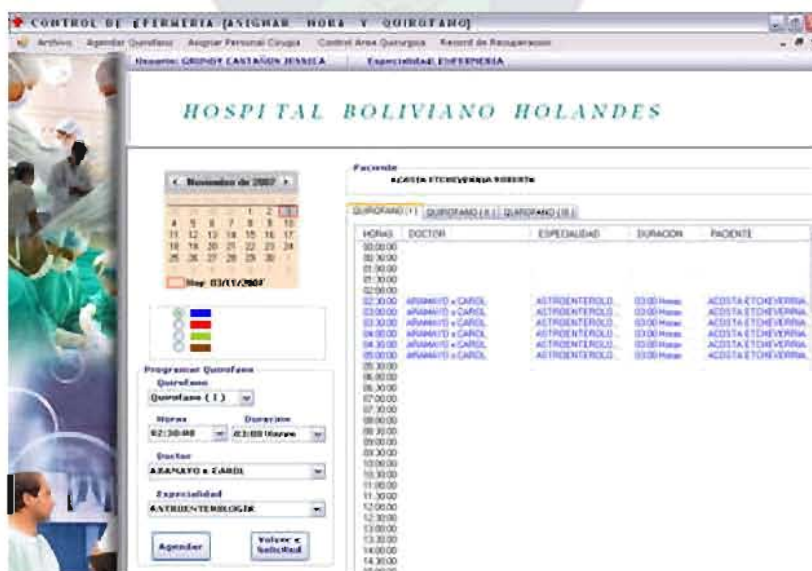 CONTROL DE EFERMERIA [ASIGNAR HORA Y QUIROFANO]
Archivo Agendar Quirofano Asignar Personal Cirugia Control Area Quirurgica Record de Recuperacion
Usuario: GRUNDY CASTAÑON JESSICA Especialidad: ENFERMERIA
HOSPITAL BOLIVIANO HOLANDES
Noviembre de 2007
1 2 3
4 5 6 7 8 9 10
11 12 13 14 15 16 17
18 19 20 21 22 23 24
25 26 27 28 29 30
Hoy: 03/11/2007
Programar Quirofano
Quirofano
Quirofano ( I )
Horas Duracion
02:30:00 03:00 Horas
Doctor
ARAMAYO x CAROL
Especialidad
ASTROENTEROLOGIA
Agendar
Volver a Solicitud
Paciente
ACOSTA ETCHEVERRIA ROBERTO
QUIROFANO ( I ) QUIROFANO ( II ) QUIROFANO ( III )
HORAS DOCTOR ESPECIALIDAD DURACION PACIENTE
00:00:00
00:30:00
01:00:00
01:30:00
02:00:00
02:30:00 ARAMAYO x CAROL ASTROENTEROLO... 03:00 Horas ACOSTA ETCHEVERRIA
03:00:00 ARAMAYO x CAROL ASTROENTEROLO... 03:00 Horas ACOSTA ETCHEVERRIA
03:30:00 ARAMAYO x CAROL ASTROENTEROLO... 03:00 Horas ACOSTA ETCHEVERRIA
04:00:00 ARAMAYO x CAROL ASTROENTEROLO... 03:00 Horas ACOSTA ETCHEVERRIA
04:30:00 ARAMAYO x CAROL ASTROENTEROLO... 03:00 Horas ACOSTA ETCHEVERRIA
05:00:00 ARAMAYO x CAROL ASTROENTEROLO... 03:00 Horas ACOSTA ETCHEVERRIA
05:30:00
06:00:00
06:30:00
07:00:00
07:30:00
08:00:00
08:30:00
09:00:00
09:30:00
10:00:00
10:30:00
11:00:00
11:30:00
12:00:00
12:30:00
13:00:00
13:30:00
14:00:00
14:30:00